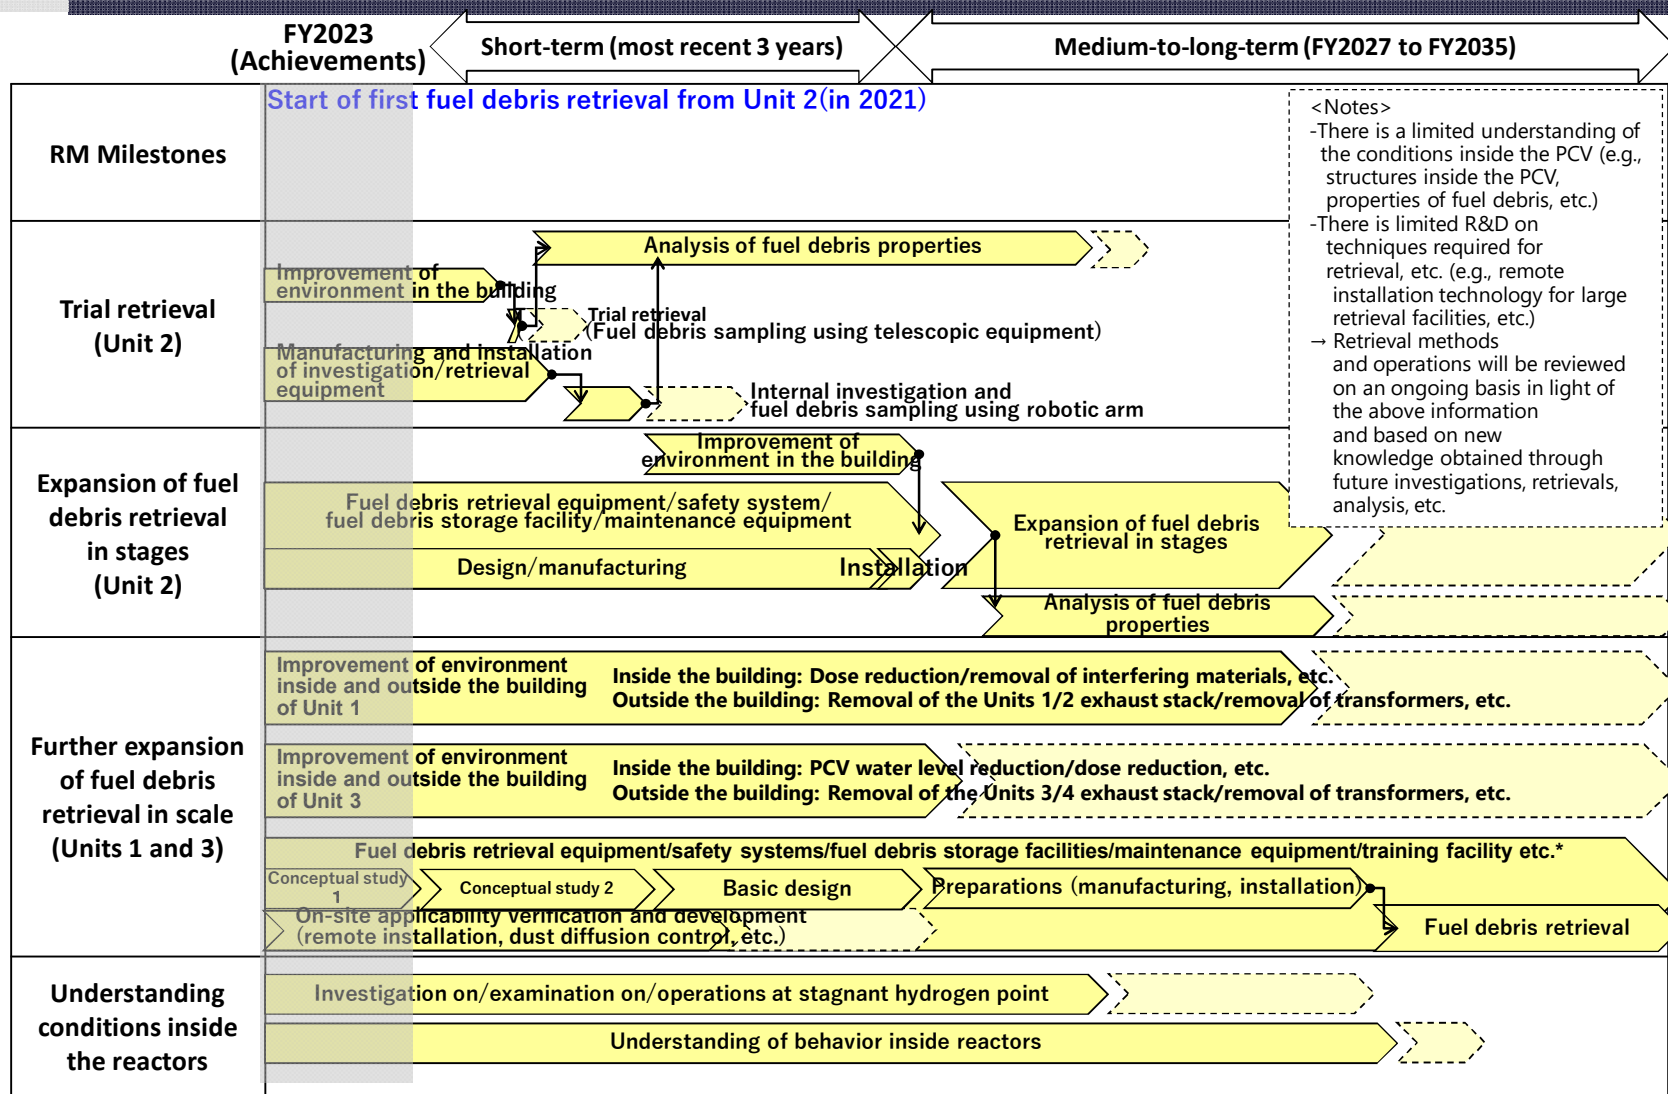 FY2023
(Achievements)
Short-term (most recent 3 years)
Medium-to-long-term (FY2027 to FY2035)
RM Milestones
Start of first fuel debris retrieval from Unit 2(in 2021)
<Notes>
-There is a limited understanding of
the conditions inside the PCV (e.g.,
structures inside the PCV,
properties of fuel debris, etc.)
-There is limited R&D on
techniques required for
retrieval, etc. (e.g., remote
installation technology for large
retrieval facilities, etc.)
→ Retrieval methods
and operations will be reviewed
on an ongoing basis in light of
the above information
and based on new
knowledge obtained through
future investigations, retrievals,
analysis, etc.
Trial retrieval
(Unit 2)
Analysis of fuel debris properties
Improvement of
environment in the building
Trial retrieval
(Fuel debris sampling using telescopic equipment)
Manufacturing and installation
of investigation/retrieval
equipment
Internal investigation and
fuel debris sampling using robotic arm
Expansion of fuel
debris retrieval
in stages
(Unit 2)
Improvement of
environment in the building
Fuel debris retrieval equipment/safety system/
fuel debris storage facility/maintenance equipment
Design/manufacturing
Installation
Expansion of fuel debris
retrieval in stages
Analysis of fuel debris
properties
Further expansion
of fuel debris
retrieval in scale
(Units 1 and 3)
Improvement of environment
inside and outside the building
of Unit 1
Inside the building: Dose reduction/removal of interfering materials, etc.
Outside the building: Removal of the Units 1/2 exhaust stack/removal of transformers, etc.
Improvement of environment
inside and outside the building
of Unit 3
Inside the building: PCV water level reduction/dose reduction, etc.
Outside the building: Removal of the Units 3/4 exhaust stack/removal of transformers, etc.
Fuel debris retrieval equipment/safety systems/fuel debris storage facilities/maintenance equipment/training facility etc.*
Conceptual study
1
Conceptual study 2
Basic design
Preparations (manufacturing, installation)
On-site applicability verification and development
(remote installation, dust diffusion control, etc.)
Fuel debris retrieval
Understanding
conditions inside
the reactors
Investigation on/examination on/operations at stagnant hydrogen point
Understanding of behavior inside reactors